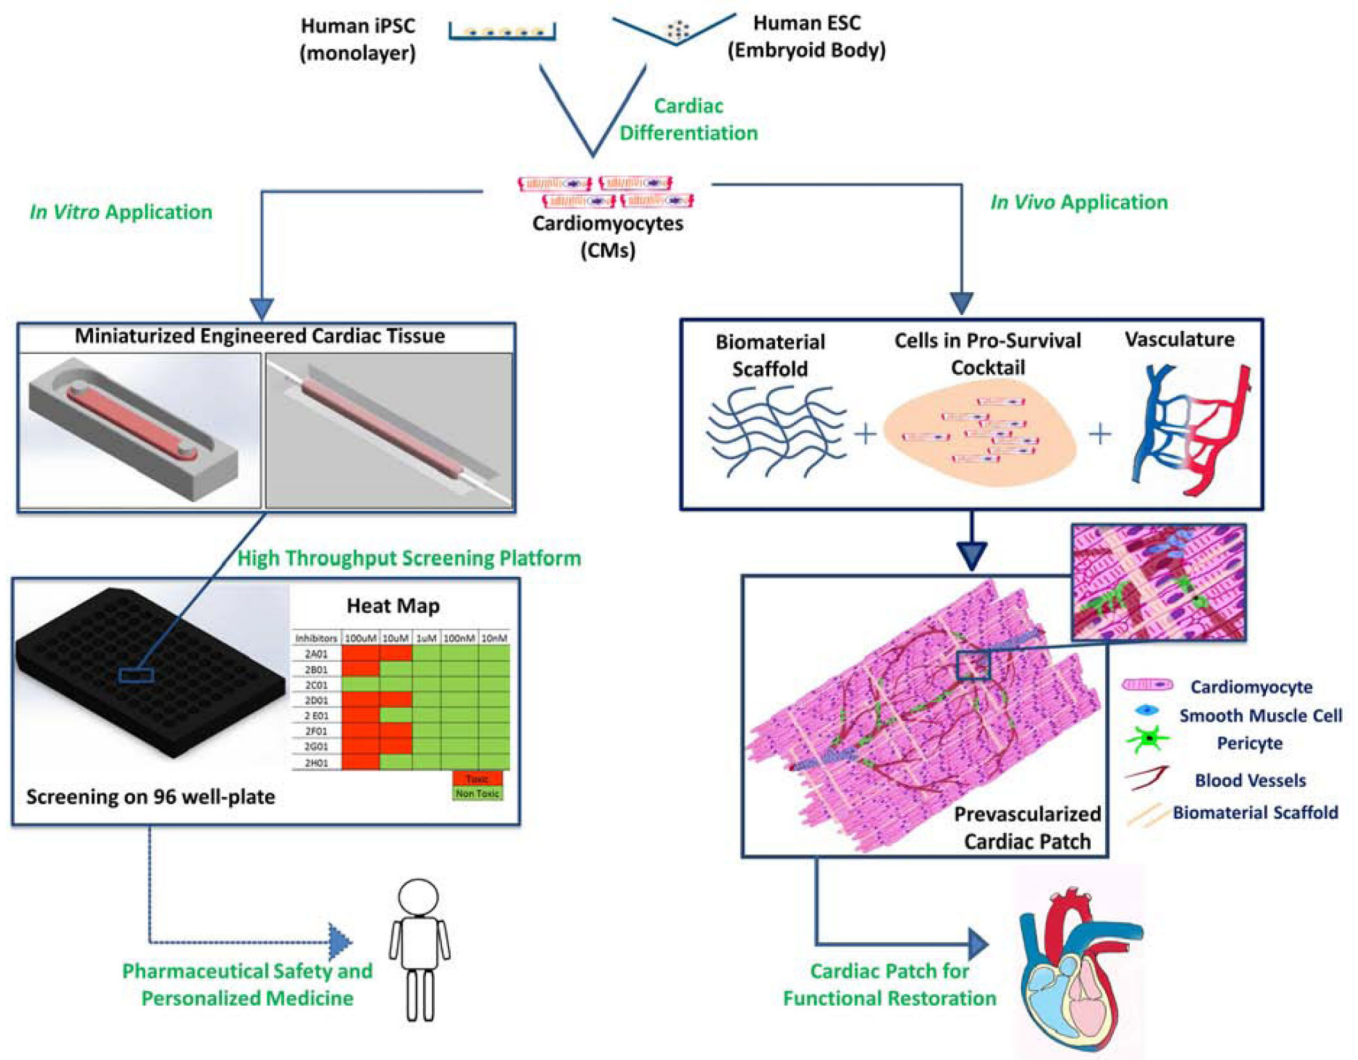 Human iPSC
(monolayer)
Human ESC
(Embryoid Body)
Cardiac
Differentiation
Cardiomyocytes
(CMs)
In Vitro Application
In Vivo Application
Miniaturized Engineered Cardiac Tissue
High Throughput Screening Platform
Heat Map
Inhibitors 100uM 10uM 1uM 100nM 10nM
2A01
2B01
2C01
2D01
2 E01
2F01
2G01
2H01
Toxic
Non Toxic
Screening on 96 well-plate
Pharmaceutical Safety and
Personalized Medicine
Biomaterial
Scaffold
+
Cells in Pro-Survival
Cocktail
+
Vasculature
Prevascularized
Cardiac Patch
Cardiomyocyte
Smooth Muscle Cell
Pericyte
Blood Vessels
Biomaterial Scaffold
Cardiac Patch for
Functional Restoration